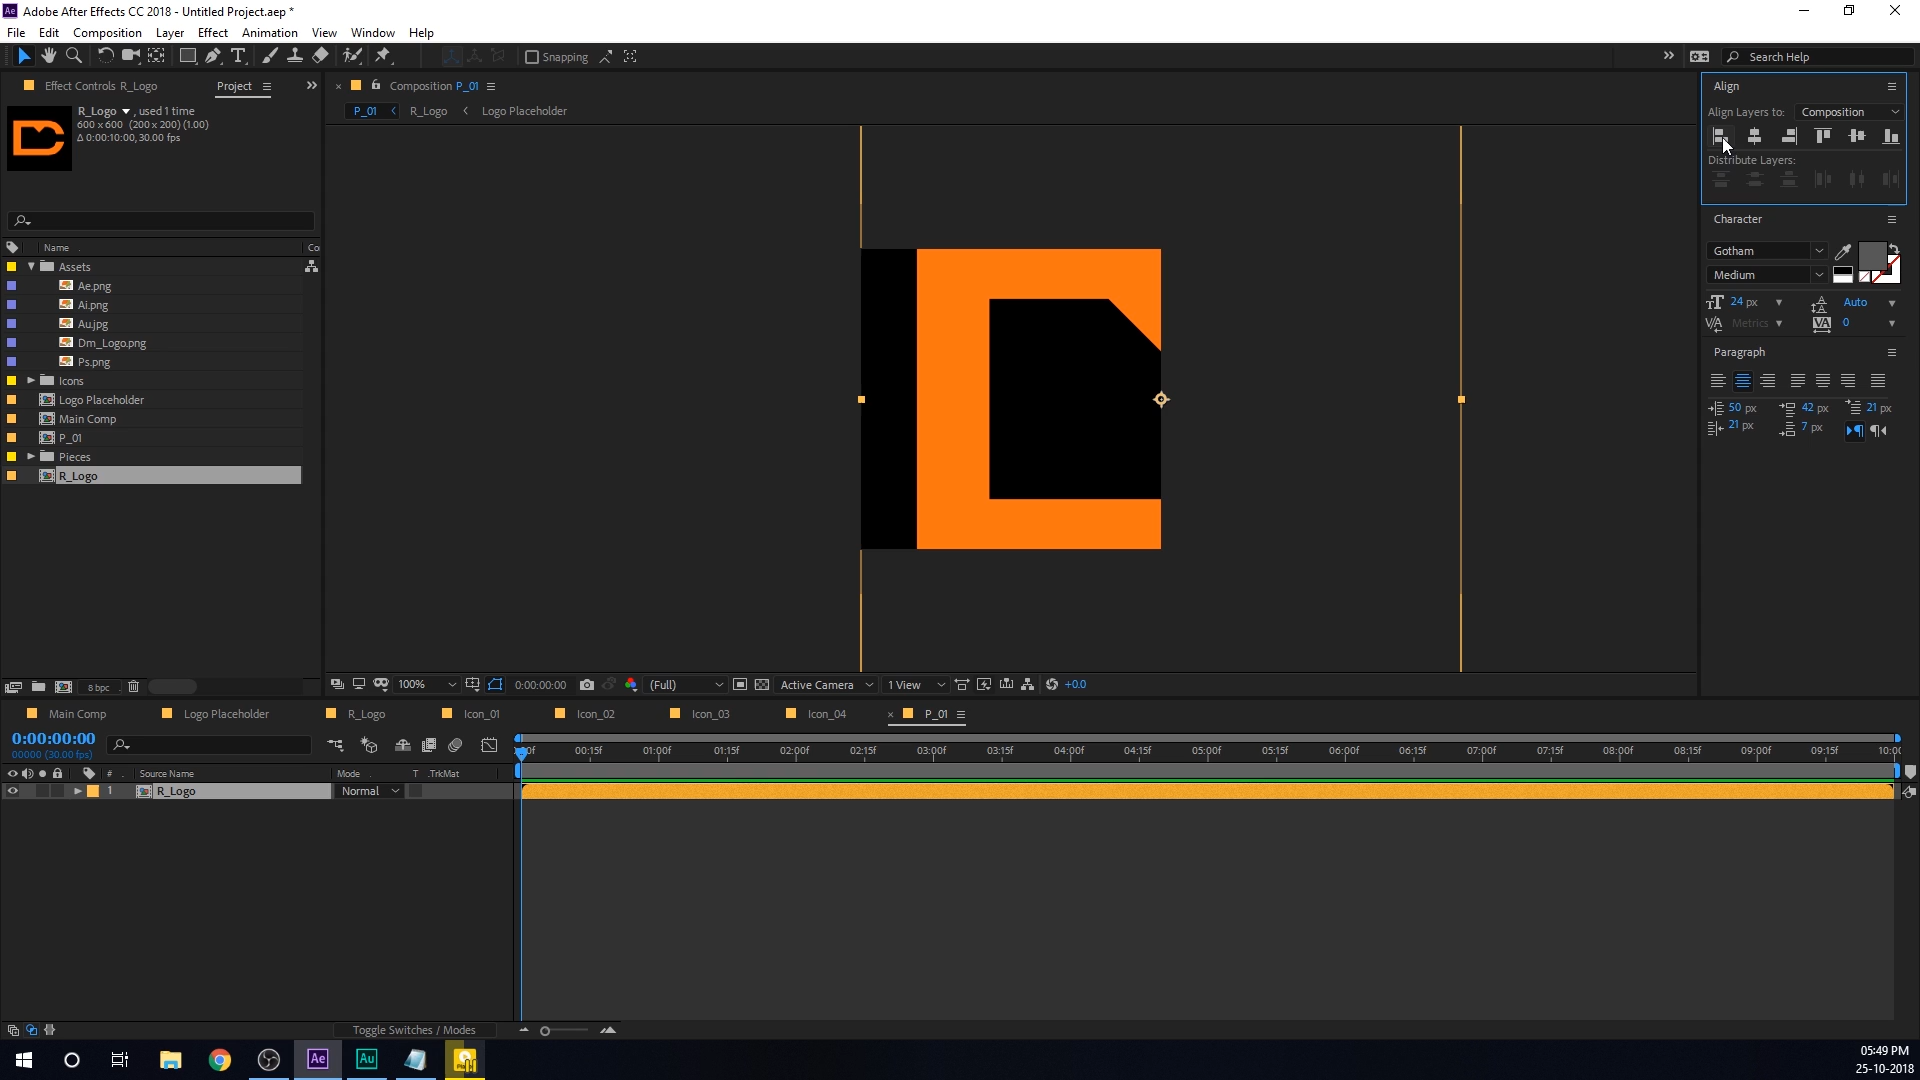 Adobe After Effects CC 2018 - Untitled Project.aep *
File Edit Composition Layer Effect Animation View Window Help
Snapping
Search Help
Effect Controls R_Logo
Project
R_Logo , used 1 time
600 x 600 (200 x 200) (1.00)
Δ 0:00:10:00, 30.00 fps
Name
Co
Assets
Ae.png
Ai.png
Au.jpg
Dm_Logo.png
Ps.png
Icons
Logo Placeholder
Main Comp
P_01
Pieces
R_Logo
8 bpc
Composition P_01
P_01 R_Logo Logo Placeholder
100% 0:00:00:00 (Full) Active Camera 1 View +0.0
Align
Align Layers to: Composition
Distribute Layers:
Character
Gotham
Medium
24 px Auto
Metrics 0
Paragraph
50 px 42 px 21 px
21 px 7 px
Main Comp Logo Placeholder R_Logo Icon_01 Icon_02 Icon_03 Icon_04 P_01
0:00:00:00
00000 (30.00 fps)
00:15f 01:00f 01:15f 02:00f 02:15f 03:00f 03:15f 04:00f 04:15f 05:00f 05:15f 06:00f 06:15f 07:00f 07:15f 08:00f 08:15f 09:00f 09:15f
# Source Name Mode T .TrkMat
1 R_Logo Normal
Toggle Switches / Modes
Ae Au
05:49 PM
25-10-2018